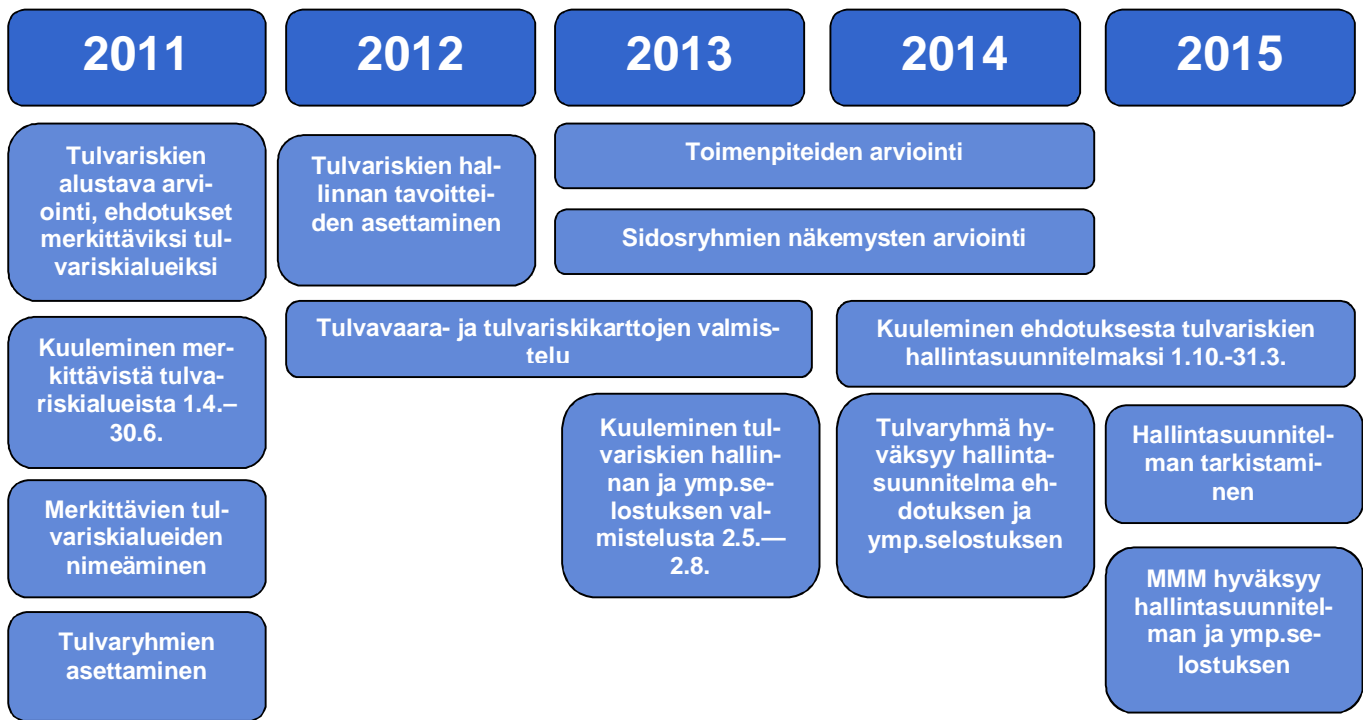 2011
2012
2013
2014
2015
Tulvariskien
alustava arvi-
ointi, ehdotukset
merkittäviksi tul-
variskialueiksi
Kuuleminen mer-
kittävistä tulva-
riskialueista 1.4.–
30.6.
Merkittävien tul-
variskialueiden
nimeäminen
Tulvaryhmien
asettaminen
Tulvariskien hal-
linnan tavoittei-
den asettaminen
Toimenpiteiden arviointi
Sidosryhmien näkemysten arviointi
Tulvavaara- ja tulvariskikarttojen valmis-
telu
Kuuleminen ehdotuksesta tulvariskien
hallintasuunnitelmaksi 1.10.-31.3.
Kuuleminen tul-
variskien hallin-
nan ja ymp.se-
lostuksen val-
mistelusta 2.5.—
2.8.
Tulvaryhmä hy-
väksyy hallinta-
suunnitelma eh-
dotuksen ja
ymp.selostuksen
Hallintasuunnitel-
man tarkistami-
nen
MMM hyväksyy
hallintasuunnitel-
man ja ymp.se-
lostuksen